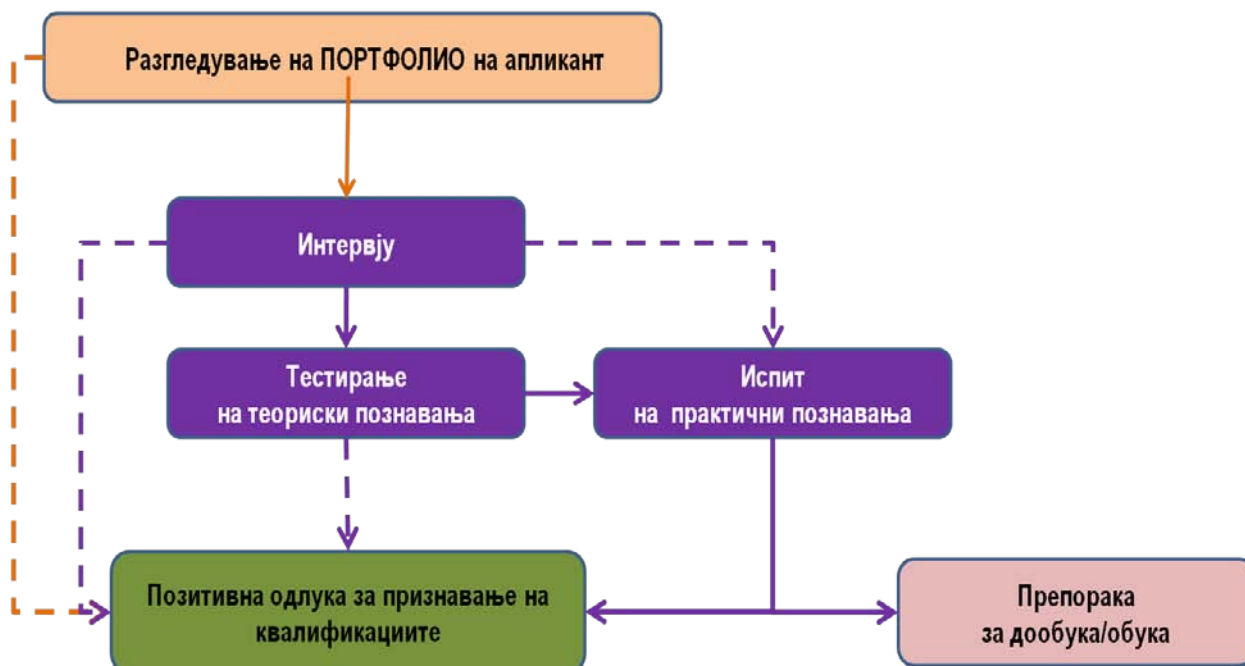 Разгледување на ПОРТФОЛИО на апликант
Интервју
Тестирање
на теориски познавања
Испит
на практични познавања
Позитивна одлука за признавање на
квалификациите
Препорака
за дообука/обука